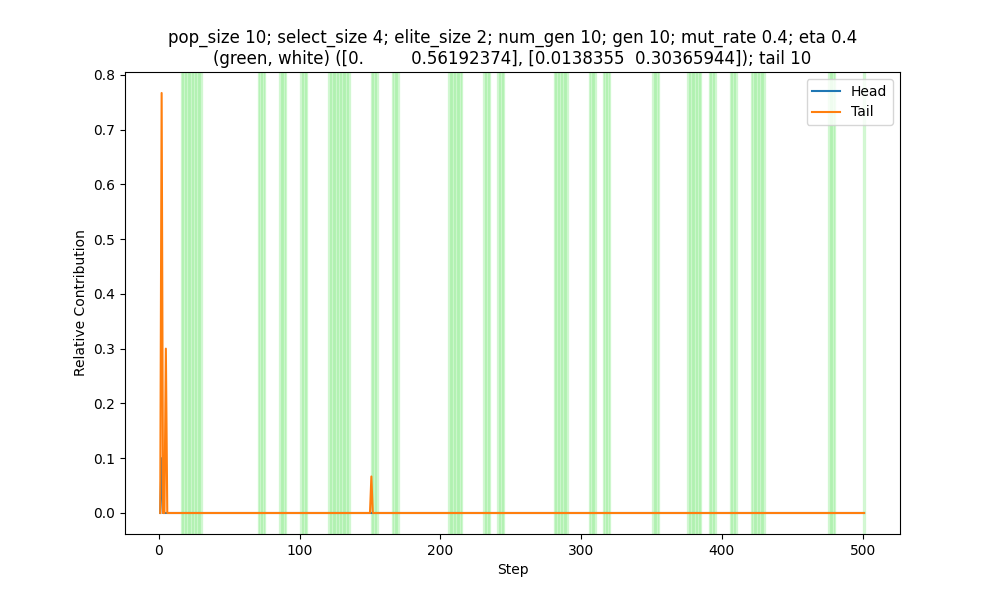 pop_size 10; select_size 4; elite_size 2; num_gen 10; gen 10; mut_rate 0.4; eta 0.4
(green, white) ([0.         0.56192374], [0.0138355  0.30365944]); tail 10
Head
Tail
0.8
0.7
0.6
0.5
0.4
0.3
0.2
0.1
0.0
Relative Contribution
0 100 200 300 400 500
Step